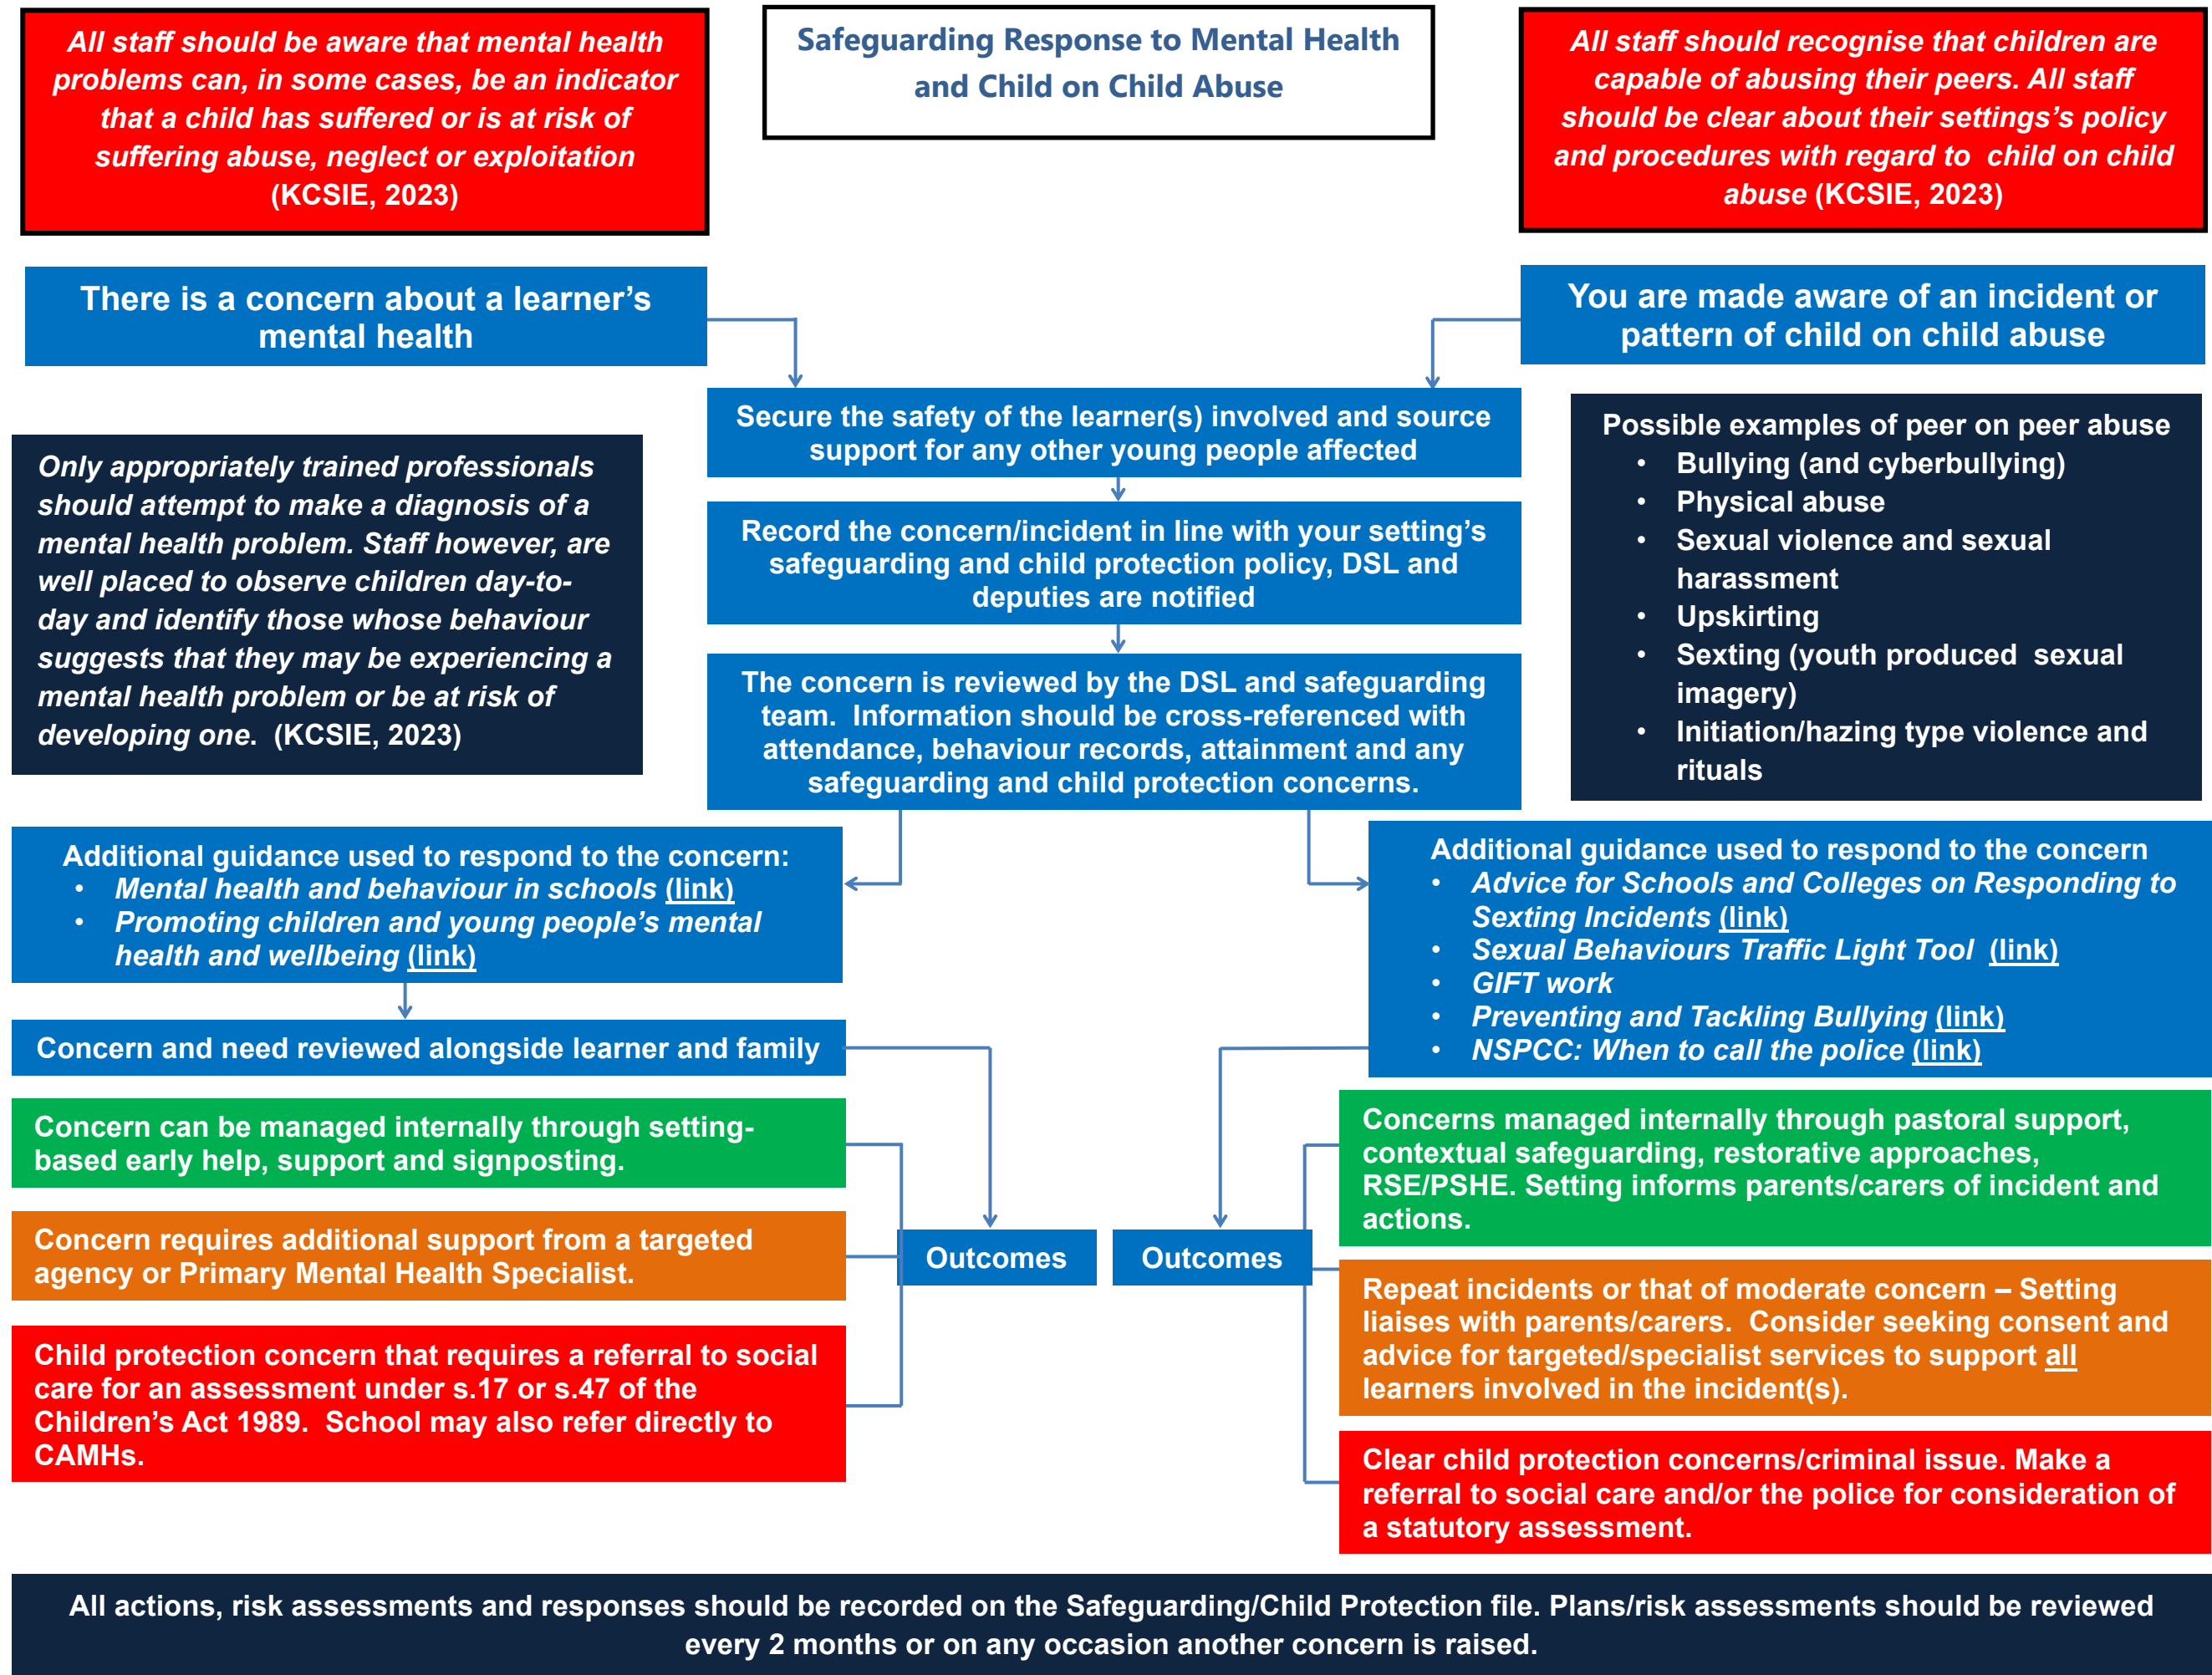 All staff should be aware that mental health
problems can, in some cases, be an indicator
that a child has suffered or is at risk of
suffering abuse, neglect or exploitation
(KCSIE, 2023)
Safeguarding Response to Mental Health
and Child on Child Abuse
All staff should recognise that children are
capable of abusing their peers. All staff
should be clear about their settings's policy
and procedures with regard to child on child
abuse (KCSIE, 2023)
There is a concern about a learner’s
mental health
You are made aware of an incident or
pattern of child on child abuse
Secure the safety of the learner(s) involved and source
support for any other young people affected
Only appropriately trained professionals
should attempt to make a diagnosis of a
mental health problem. Staff however, are
well placed to observe children day-to-
day and identify those whose behaviour
suggests that they may be experiencing a
mental health problem or be at risk of
developing one. (KCSIE, 2023)
Record the concern/incident in line with your setting’s
safeguarding and child protection policy, DSL and
deputies are notified
Possible examples of peer on peer abuse
• Bullying (and cyberbullying)
• Physical abuse
• Sexual violence and sexual
harassment
• Upskirting
• Sexting (youth produced sexual
imagery)
• Initiation/hazing type violence and
rituals
The concern is reviewed by the DSL and safeguarding
team. Information should be cross-referenced with
attendance, behaviour records, attainment and any
safeguarding and child protection concerns.
Additional guidance used to respond to the concern:
• Mental health and behaviour in schools (link)
• Promoting children and young people’s mental
health and wellbeing (link)
Additional guidance used to respond to the concern
• Advice for Schools and Colleges on Responding to
Sexting Incidents (link)
• Sexual Behaviours Traffic Light Tool (link)
• GIFT work
• Preventing and Tackling Bullying (link)
• NSPCC: When to call the police (link)
Concern and need reviewed alongside learner and family
Concern can be managed internally through setting-
based early help, support and signposting.
Concern requires additional support from a targeted
agency or Primary Mental Health Specialist.
Child protection concern that requires a referral to social
care for an assessment under s.17 or s.47 of the
Children’s Act 1989. School may also refer directly to
CAMHs.
Outcomes
Outcomes
Concerns managed internally through pastoral support,
contextual safeguarding, restorative approaches,
RSE/PSHE. Setting informs parents/carers of incident and
actions.
Repeat incidents or that of moderate concern – Setting
liaises with parents/carers. Consider seeking consent and
advice for targeted/specialist services to support all
learners involved in the incident(s).
Clear child protection concerns/criminal issue. Make a
referral to social care and/or the police for consideration of
a statutory assessment.
All actions, risk assessments and responses should be recorded on the Safeguarding/Child Protection file. Plans/risk assessments should be reviewed
every 2 months or on any occasion another concern is raised.